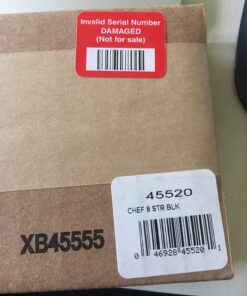 Invalid Serial Number
DAMAGED
(Not for sale)
XB45555
45520
CHEF 8 STR BLK
0 46928 45520 1